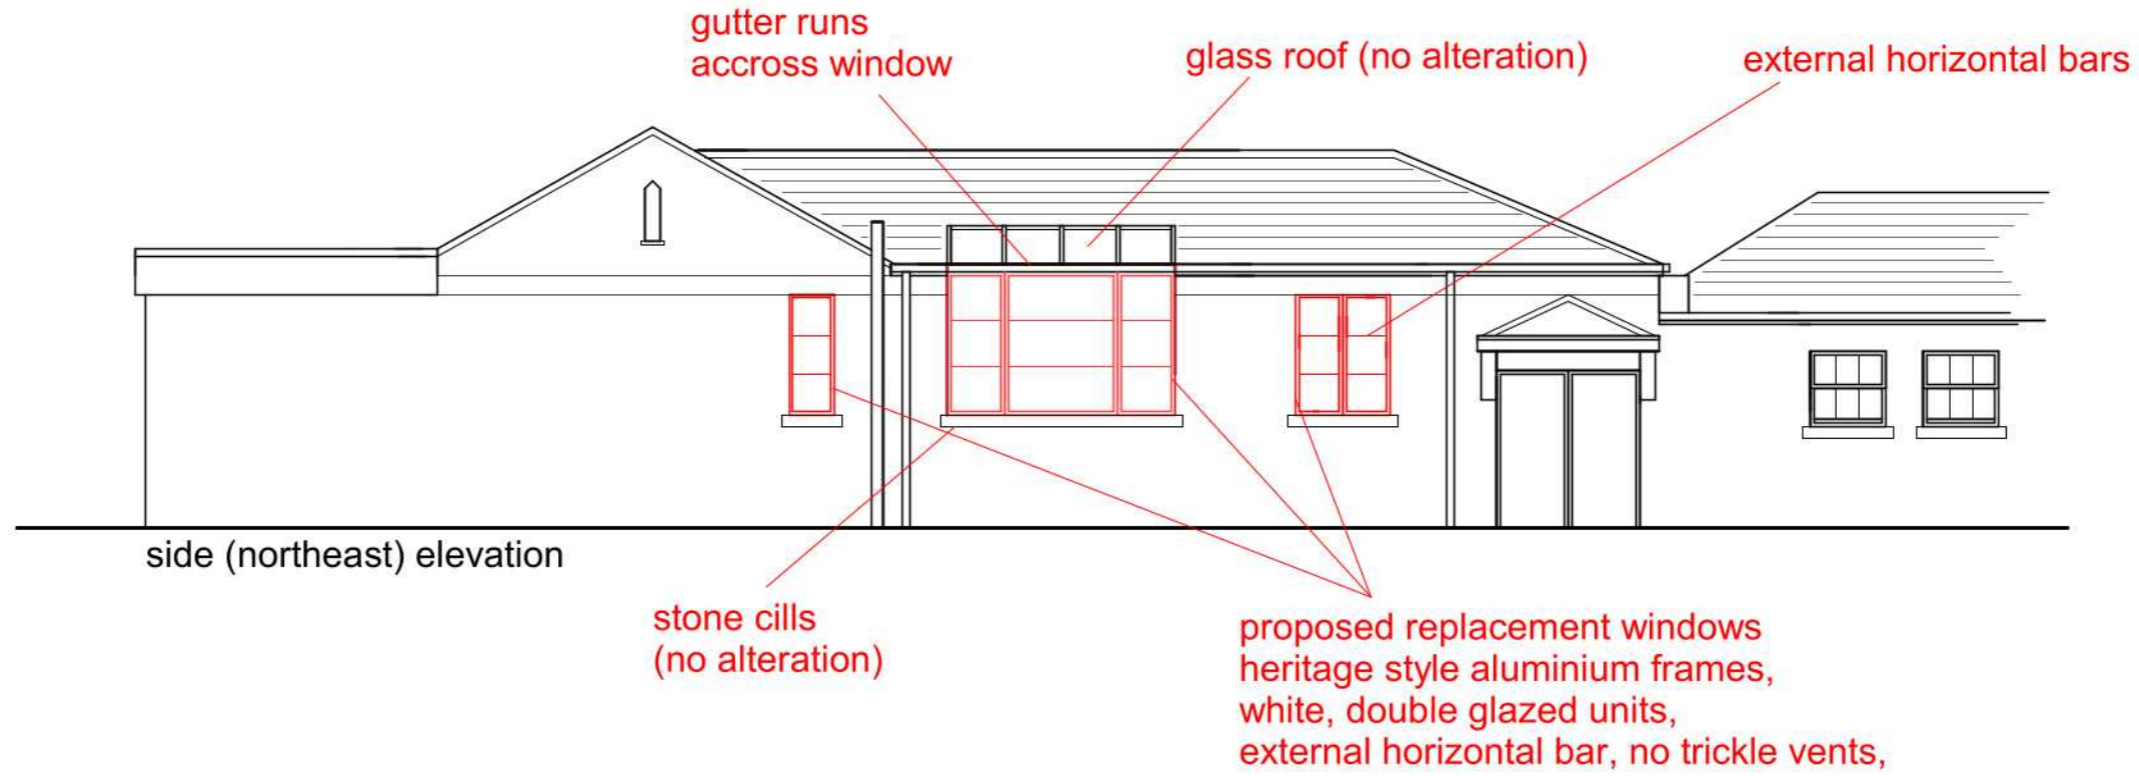 gutter runs
accross window
glass roof (no alteration)
external horizontal bars
side (northeast) elevation
stone cills
(no alteration)
proposed replacement windows
heritage style aluminium frames,
white, double glazed units,
external horizontal bar, no trickle vents,